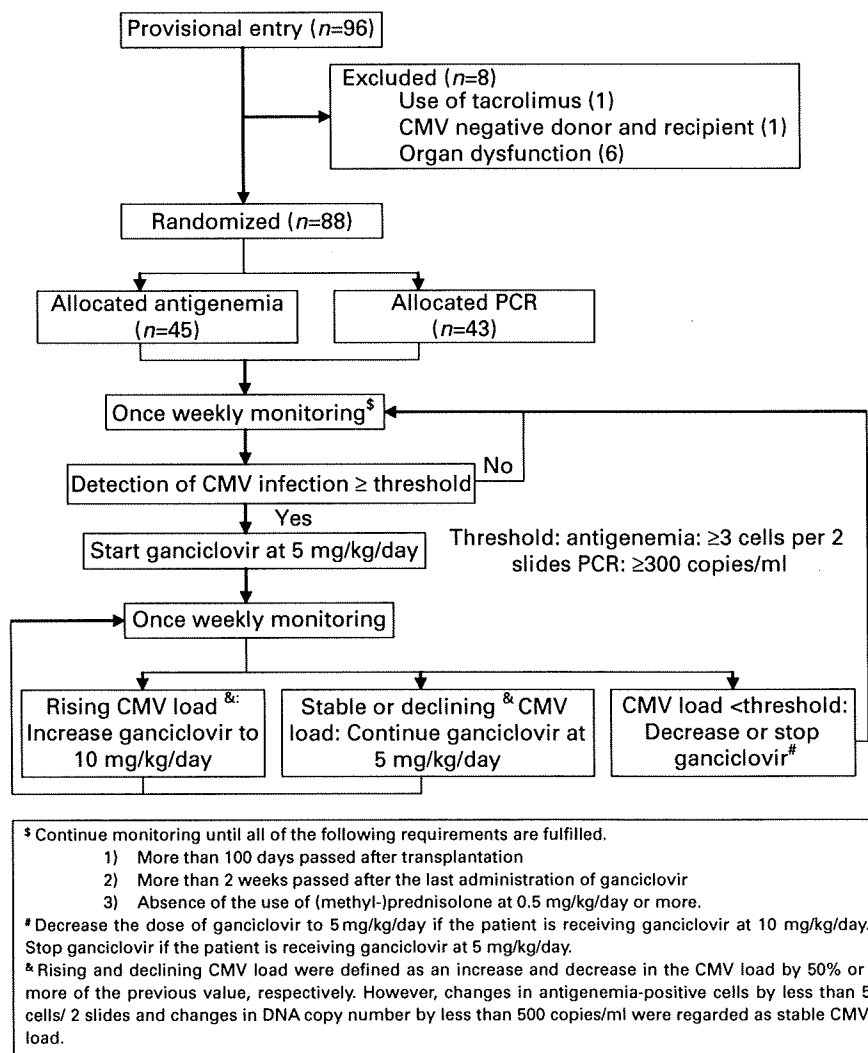 Provisional entry (n=96)
Excluded (n=8)
Use of tacrolimus (1)
CMV negative donor and recipient (1)
Organ dysfunction (6)
Randomized (n=88)
Allocated antigenemia
(n=45)
Allocated PCR
(n=43)
Once weekly monitoring$
Detection of CMV infection ≥ threshold
No
Yes
Start ganciclovir at 5 mg/kg/day
Threshold: antigenemia: ≥3 cells per 2
slides PCR: ≥300 copies/ml
Once weekly monitoring
Rising CMV load &:
Increase ganciclovir to
10 mg/kg/day
Stable or declining & CMV
load: Continue ganciclovir at
5 mg/kg/day
CMV load <threshold:
Decrease or stop
ganciclovir#
$ Continue monitoring until all of the following requirements are fulfilled.
1) More than 100 days passed after transplantation
2) More than 2 weeks passed after the last administration of ganciclovir
3) Absence of the use of (methyl-)prednisolone at 0.5 mg/kg/day or more.
# Decrease the dose of ganciclovir to 5 mg/kg/day if the patient is receiving ganciclovir at 10 mg/kg/day.
Stop ganciclovir if the patient is receiving ganciclovir at 5 mg/kg/day.
& Rising and declining CMV load were defined as an increase and decrease in the CMV load by 50% or
more of the previous value, respectively. However, changes in antigenemia-positive cells by less than 5
cells/ 2 slides and changes in DNA copy number by less than 500 copies/ml were regarded as stable CMV
load.